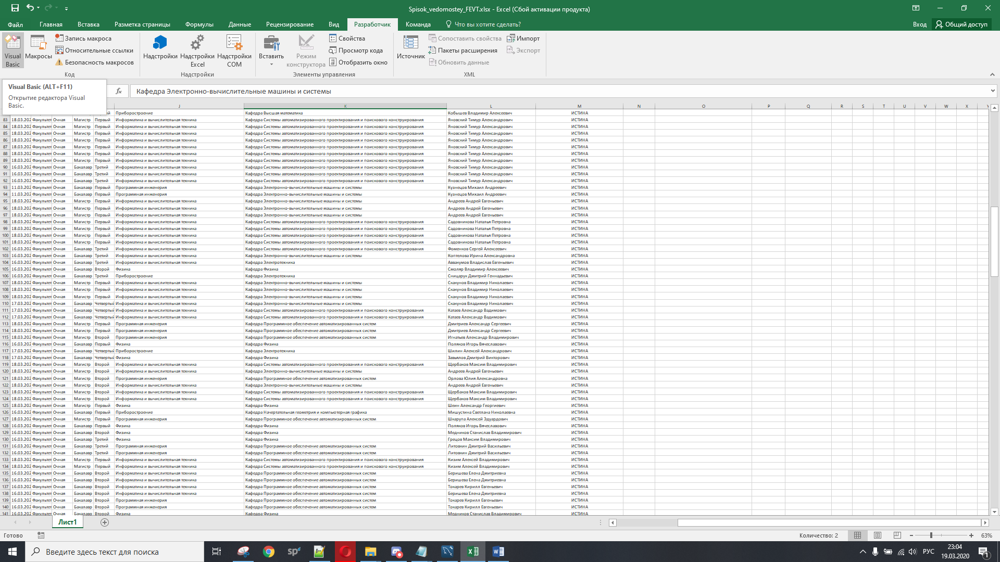 Spisok_vedomostey_FEVT.xlsx - Excel (Сбой активации продукта)
Файл Главная Вставка Разметка страницы Формулы Данные Рецензирование Вид Разработчик Команда Что вы хотите сделать? Вход Общий доступ
Visual Basic
Макросы
Запись макроса
Относительные ссылки
Безопасность макросов
Код
Надстройки
Надстройки Excel
Надстройки COM
Надстройки
Вставить
Режим конструктора
Свойства
Просмотр кода
Отобразить окно
Элементы управления
Источник
Сопоставить свойства
Пакеты расширения
Обновить данные
Импорт
Экспорт
XML
Visual Basic (ALT+F11)
Открытие редактора Visual
Basic.
fx Кафедра Электронно-вычислительные машины и системы
J K L M N O P Q R S T U V W X Y
Приборостроение Кафедра Высшая математика Кобышев Владимир Алексеевич ИСТИНА
83 18.03.202 Факультет Очная Магистр Первый Информатика и вычислительная техника Кафедра Системы автоматизированного проектирования и поискового конструирования Яновский Тимур Александрович ИСТИНА
84 18.03.202 Факультет Очная Магистр Первый Информатика и вычислительная техника Кафедра Системы автоматизированного проектирования и поискового конструирования Яновский Тимур Александрович ИСТИНА
85 18.03.202 Факультет Очная Магистр Первый Информатика и вычислительная техника Кафедра Системы автоматизированного проектирования и поискового конструирования Яновский Тимур Александрович ИСТИНА
86 18.03.202 Факультет Очная Магистр Первый Информатика и вычислительная техника Кафедра Системы автоматизированного проектирования и поискового конструирования Яновский Тимур Александрович ИСТИНА
87 18.03.202 Факультет Очная Магистр Первый Информатика и вычислительная техника Кафедра Системы автоматизированного проектирования и поискового конструирования Яновский Тимур Александрович ИСТИНА
88 18.03.202 Факультет Очная Магистр Первый Информатика и вычислительная техника Кафедра Системы автоматизированного проектирования и поискового конструирования Яновский Тимур Александрович ИСТИНА
89 18.03.202 Факультет Очная Магистр Первый Информатика и вычислительная техника Кафедра Системы автоматизированного проектирования и поискового конструирования Яновский Тимур Александрович ИСТИНА
90 16.03.202 Факультет Очная Бакалавр Третий Информатика и вычислительная техника Кафедра Системы автоматизированного проектирования и поискового конструирования Яновский Тимур Александрович ИСТИНА
91 16.03.202 Факультет Очная Бакалавр Третий Информатика и вычислительная техника Кафедра Системы автоматизированного проектирования и поискового конструирования Яновский Тимур Александрович ИСТИНА
92 16.03.202 Факультет Очная Бакалавр Третий Информатика и вычислительная техника Кафедра Системы автоматизированного проектирования и поискового конструирования Яновский Тимур Александрович ИСТИНА
93 11.03.202 Факультет Очная Бакалавр Первый Программная инженерия Кафедра Электронно-вычислительные машины и системы Кузнецов Михаил Андреевич ИСТИНА
94 11.03.202 Факультет Очная Бакалавр Первый Программная инженерия Кафедра Электронно-вычислительные машины и системы Кузнецов Михаил Андреевич ИСТИНА
95 18.03.202 Факультет Очная Магистр Первый Информатика и вычислительная техника Кафедра Электронно-вычислительные машины и системы Андреев Андрей Евгеньевич ИСТИНА
96 18.03.202 Факультет Очная Магистр Первый Информатика и вычислительная техника Кафедра Электронно-вычислительные машины и системы Андреев Андрей Евгеньевич ИСТИНА
97 18.03.202 Факультет Очная Магистр Первый Информатика и вычислительная техника Кафедра Электронно-вычислительные машины и системы Андреев Андрей Евгеньевич ИСТИНА
98 18.03.202 Факультет Очная Магистр Первый Информатика и вычислительная техника Кафедра Системы автоматизированного проектирования и поискового конструирования Садовникова Наталья Петровна ИСТИНА
99 18.03.202 Факультет Очная Магистр Первый Информатика и вычислительная техника Кафедра Системы автоматизированного проектирования и поискового конструирования Садовникова Наталья Петровна ИСТИНА
100 18.03.202 Факультет Очная Магистр Первый Информатика и вычислительная техника Кафедра Системы автоматизированного проектирования и поискового конструирования Садовникова Наталья Петровна ИСТИНА
101 18.03.202 Факультет Очная Магистр Первый Информатика и вычислительная техника Кафедра Системы автоматизированного проектирования и поискового конструирования Садовникова Наталья Петровна ИСТИНА
102 16.03.202 Факультет Очная Бакалавр Третий Информатика и вычислительная техника Кафедра Системы автоматизированного проектирования и поискового конструирования Фоменков Сергей Алексеевич ИСТИНА
103 16.03.202 Факультет Очная Бакалавр Третий Информатика и вычислительная техника Кафедра Электронно-вычислительные машины и системы Коптелова Ирина Александровна ИСТИНА
104 16.03.202 Факультет Очная Бакалавр Третий Информатика и вычислительная техника Кафедра Электротехника Аввакумов Владислав Евгеньевич ИСТИНА
105 16.03.202 Факультет Очная Бакалавр Второй Физика Кафедра Физика Смоляр Владимир Алексеевич ИСТИНА
106 16.03.202 Факультет Очная Бакалавр Третий Приборостроение Кафедра Электротехника Сницарук Дмитрий Геннадьевич ИСТИНА
107 18.03.202 Факультет Очная Магистр Первый Информатика и вычислительная техника Кафедра Электронно-вычислительные машины и системы Скакунов Владимир Николаевич ИСТИНА
108 18.03.202 Факультет Очная Магистр Первый Информатика и вычислительная техника Кафедра Электронно-вычислительные машины и системы Скакунов Владимир Николаевич ИСТИНА
109 18.03.202 Факультет Очная Магистр Первый Информатика и вычислительная техника Кафедра Электронно-вычислительные машины и системы Скакунов Владимир Николаевич ИСТИНА
110 17.03.202 Факультет Очная Бакалавр Четвертый Информатика и вычислительная техника Кафедра Электронно-вычислительные машины и системы Скакунов Владимир Николаевич ИСТИНА
111 17.03.202 Факультет Очная Бакалавр Четвертый Информатика и вычислительная техника Кафедра Системы автоматизированного проектирования и поискового конструирования Катаев Александр Вадимович ИСТИНА
112 17.03.202 Факультет Очная Бакалавр Четвертый Информатика и вычислительная техника Кафедра Системы автоматизированного проектирования и поискового конструирования Катаев Александр Вадимович ИСТИНА
113 18.03.202 Факультет Очная Магистр Первый Программная инженерия Кафедра Программное обеспечение автоматизированных систем Дмитриев Александр Сергеевич ИСТИНА
114 18.03.202 Факультет Очная Магистр Первый Программная инженерия Кафедра Программное обеспечение автоматизированных систем Дмитриев Александр Сергеевич ИСТИНА
115 18.03.202 Факультет Очная Магистр Второй Программная инженерия Кафедра Программное обеспечение автоматизированных систем Игнатьев Александр Владимирович ИСТИНА
116 16.03.202 Факультет Очная Бакалавр Первый Физика Кафедра Физика Поляков Игорь Вячеславович ИСТИНА
117 17.03.202 Факультет Очная Бакалавр Четвертый Приборостроение Кафедра Электротехника Шилин Алексей Александрович ИСТИНА
118 17.03.202 Факультет Очная Бакалавр Четвертый Физика Кафедра Физика Завьялов Дмитрий Викторович ИСТИНА
119 18.03.202 Факультет Очная Магистр Второй Информатика и вычислительная техника Кафедра Системы автоматизированного проектирования и поискового конструирования Щербаков Максим Владимирович ИСТИНА
120 18.03.202 Факультет Очная Магистр Второй Информатика и вычислительная техника Кафедра Электронно-вычислительные машины и системы Андреев Андрей Евгеньевич ИСТИНА
121 18.03.202 Факультет Очная Магистр Второй Программная инженерия Кафедра Программное обеспечение автоматизированных систем Орлова Юлия Александровна ИСТИНА
122 18.03.202 Факультет Очная Магистр Второй Информатика и вычислительная техника Кафедра Электронно-вычислительные машины и системы Андреев Андрей Евгеньевич ИСТИНА
123 18.03.202 Факультет Очная Магистр Второй Информатика и вычислительная техника Кафедра Системы автоматизированного проектирования и поискового конструирования Щербаков Максим Владимирович ИСТИНА
124 18.03.202 Факультет Очная Магистр Второй Информатика и вычислительная техника Кафедра Системы автоматизированного проектирования и поискового конструирования Щербаков Максим Владимирович ИСТИНА
125 18.03.202 Факультет Очная Магистр Первый Физика Кафедра Физика Шеин Александр Георгиевич ИСТИНА
126 16.03.202 Факультет Очная Бакалавр Первый Приборостроение Кафедра Начертательная геометрия и компьютерная графика Мишустина Светлана Николаевна ИСТИНА
127 18.03.202 Факультет Очная Магистр Первый Программная инженерия Кафедра Программное обеспечение автоматизированных систем Шкарупа Алексей Эдуардович ИСТИНА
128 16.03.202 Факультет Очная Бакалавр Первый Физика Кафедра Физика Поляков Игорь Вячеславович ИСТИНА
129 16.03.202 Факультет Очная Бакалавр Второй Физика Кафедра Физика Медников Станислав Владимирович ИСТИНА
130 16.03.202 Факультет Очная Бакалавр Третий Физика Кафедра Физика Грецов Максим Владимирович ИСТИНА
131 16.03.202 Факультет Очная Бакалавр Третий Программная инженерия Кафедра Программное обеспечение автоматизированных систем Литовкин Дмитрий Васильевич ИСТИНА
132 16.03.202 Факультет Очная Бакалавр Третий Программная инженерия Кафедра Программное обеспечение автоматизированных систем Литовкин Дмитрий Васильевич ИСТИНА
133 18.03.202 Факультет Очная Магистр Первый Информатика и вычислительная техника Кафедра Системы автоматизированного проектирования и поискового конструирования Кизим Алексей Владимирович ИСТИНА
134 18.03.202 Факультет Очная Магистр Первый Информатика и вычислительная техника Кафедра Системы автоматизированного проектирования и поискового конструирования Кизим Алексей Владимирович ИСТИНА
135 16.03.202 Факультет Очная Бакалавр Второй Информатика и вычислительная техника Кафедра Программное обеспечение автоматизированных систем Беришева Елена Дмитриевна ИСТИНА
136 16.03.202 Факультет Очная Бакалавр Второй Информатика и вычислительная техника Кафедра Программное обеспечение автоматизированных систем Беришева Елена Дмитриевна ИСТИНА
137 16.03.202 Факультет Очная Бакалавр Второй Информатика и вычислительная техника Кафедра Программное обеспечение автоматизированных систем Токарев Кирилл Евгеньевич ИСТИНА
138 16.03.202 Факультет Очная Бакалавр Второй Информатика и вычислительная техника Кафедра Программное обеспечение автоматизированных систем Беришева Елена Дмитриевна ИСТИНА
139 16.03.202 Факультет Очная Бакалавр Второй Программная инженерия Кафедра Программное обеспечение автоматизированных систем Токарев Кирилл Евгеньевич ИСТИНА
140 16.03.202 Факультет Очная Бакалавр Второй Программная инженерия Кафедра Программное обеспечение автоматизированных систем Токарев Кирилл Евгеньевич ИСТИНА
141 16.03.202 Факультет Очная Бакалавр Второй Физика Кафедра Физика Медников Станислав Владимирович ИСТИНА
Лист1
Готово Количество: 2 63%
Введите здесь текст для поиска sp РУС 23:04
19.03.2020 1